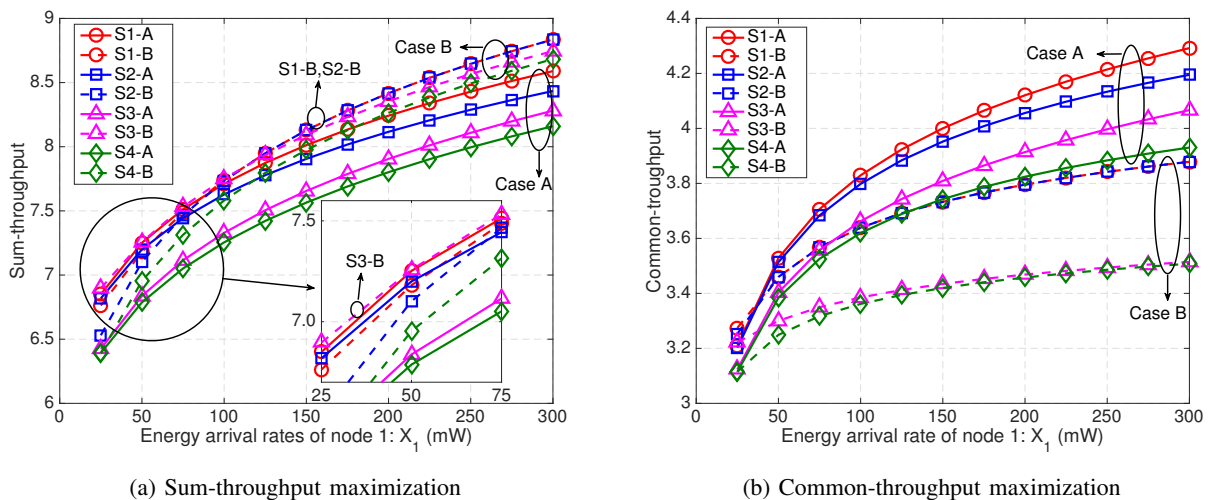 9
8.5
8
7.5
7
6.5
6
Sum-throughput
S1-A
S1-B
S2-A
S2-B
S3-A
S3-B
S4-A
S4-B
S1-B,S2-B
Case B
Case A
7.5
7.0
S3-B
25 50 75
0 50 100 150 200 250 300
Energy arrival rates of node 1: X_1 (mW)
(a) Sum-throughput maximization
4.4
4.2
4
3.8
3.6
3.4
3.2
3
Common-throughput
S1-A
S1-B
S2-A
S2-B
S3-A
S3-B
S4-A
S4-B
Case A
Case B
0 50 100 150 200 250 300
Energy arrival rate of node 1: X_1 (mW)
(b) Common-throughput maximization